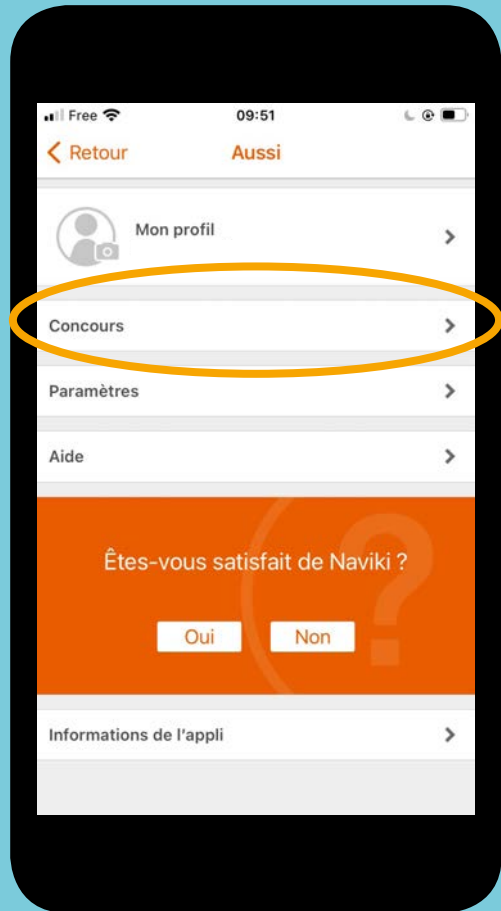 Free 09:51
Retour Aussi
Mon profil
Concours
Paramètres
Aide
Êtes-vous satisfait de Naviki ?
Oui Non
Informations de l'appli